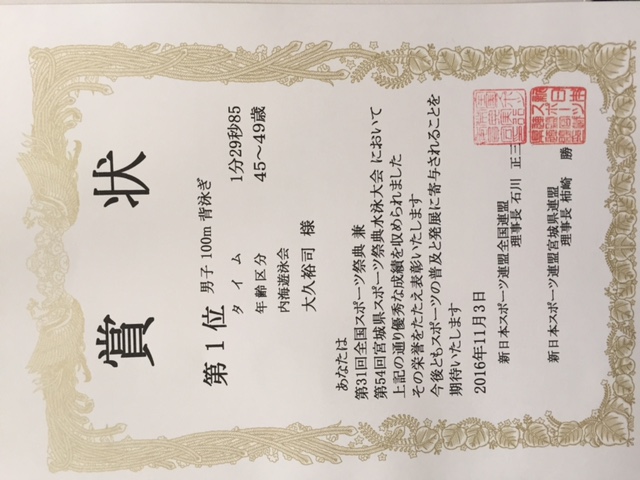 賞状
第1位
男子 100m 背泳ぎ
タイム 1分29秒85
年齢区分 45~49歳
内海遊泳会
大久裕司 様
あなたは
第31回全国スポーツ祭典 兼
第54回宮城県スポーツ祭典水泳大会 において
上記の通り優秀な成績を収められました
その栄誉をたたえ表彰いたします
今後ともスポーツの普及と発展に寄与されることを
期待いたします
2016年11月3日
新日本スポーツ連盟全国連盟
理事長 石川 正三
新日本スポーツ連盟宮城県連盟
理事長 柿崎 勝